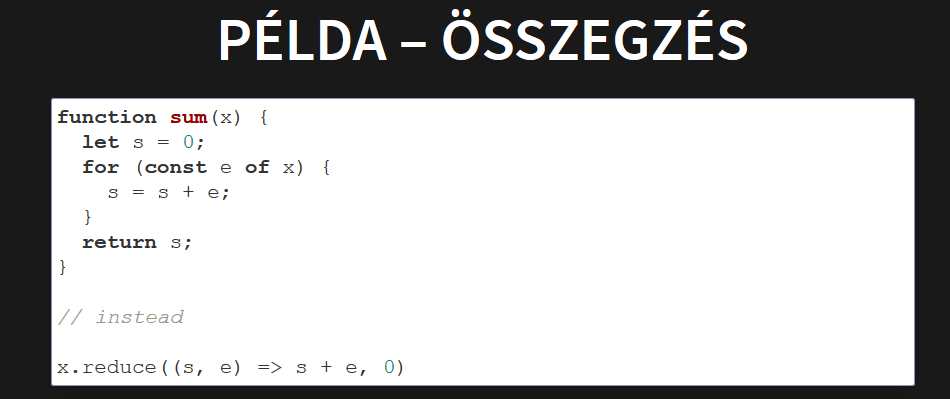 PÉLDA – ÖSSZEGZÉS
function sum(x) {
  let s = 0;
  for (const e of x) {
    s = s + e;
  }
  return s;
}
// instead
x.reduce((s, e) => s + e, 0)